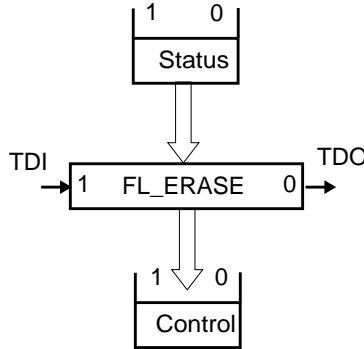 1 0
Status
TDI
TDO
1 FL_ERASE 0
1 0
Control